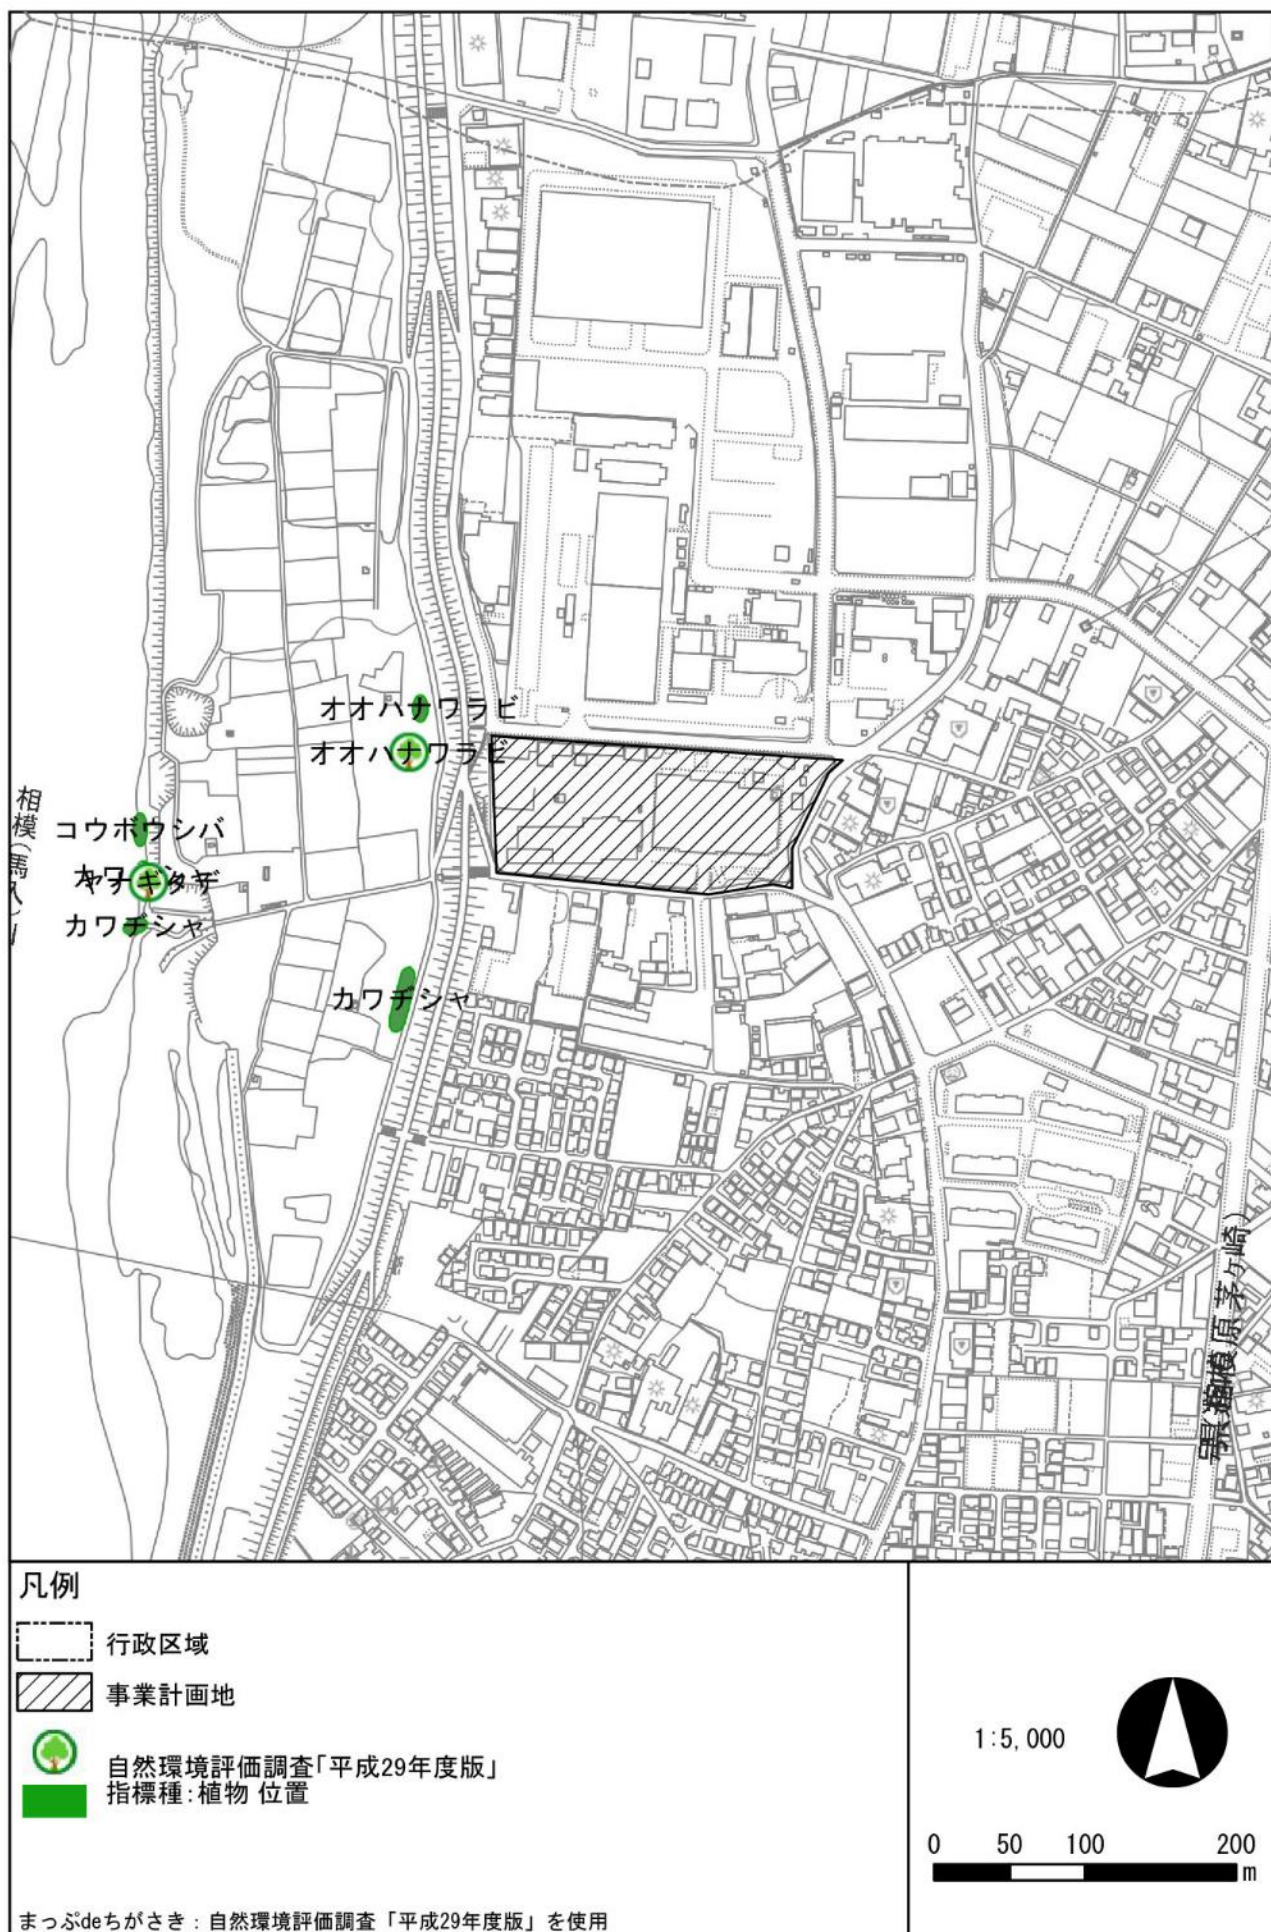 オオハナワラビ
オオハナワラビ
相模(馬入)川
コウボウシバ
カワヂシャ
カワヂシャ
凡例
行政区域
事業計画地
自然環境評価調査「平成29年度版」
指標種:植物 位置
1:5,000
0 50 100 200
m
まっぷdeちがさき:自然環境評価調査「平成29年度版」を使用